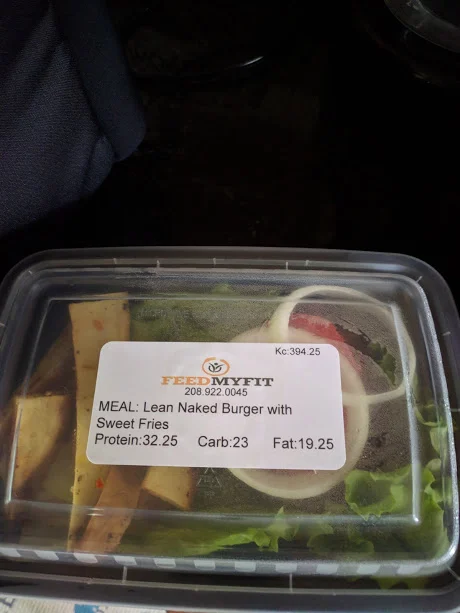 Kc:394.25
FEEDMYFIT
208.922.0045
MEAL: Lean Naked Burger with
Sweet Fries
Protein:32.25 Carb:23 Fat:19.25